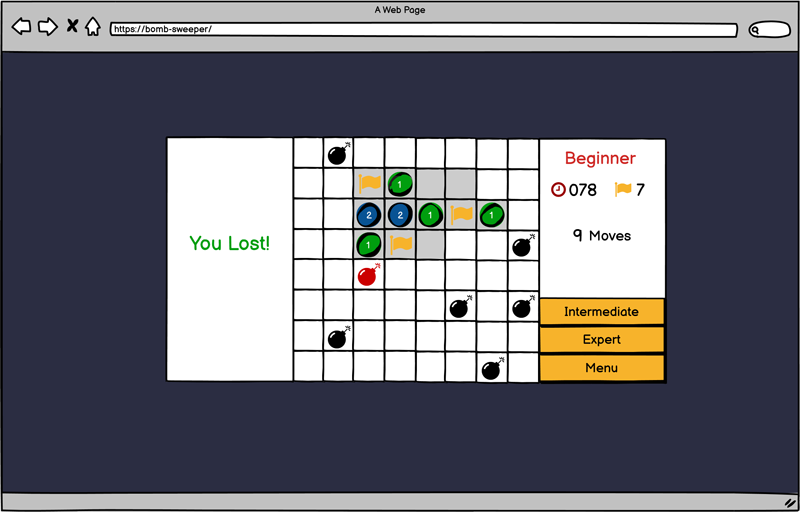 A Web Page
https://bomb-sweeper/
You Lost!
Beginner
078 7
9 Moves
1
2 2 1 1
1
Intermediate
Expert
Menu